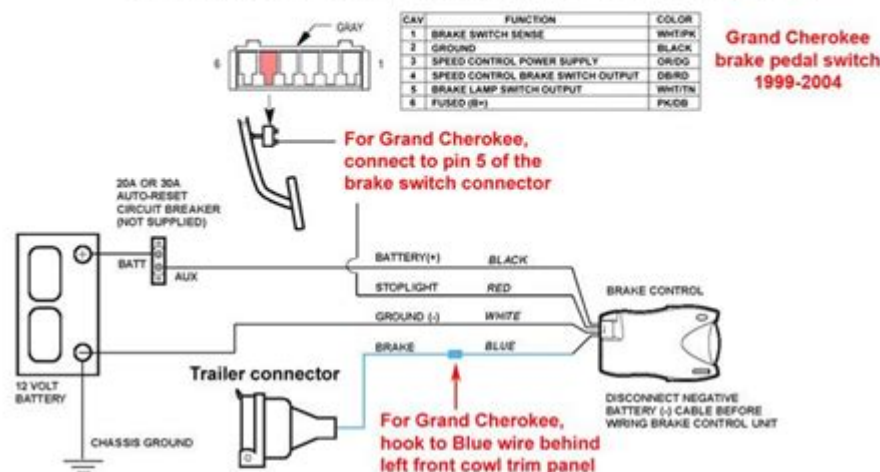 GRAY
6
1
CAV FUNCTION COLOR
1 BRAKE SWITCH SENSE WHT/PK
2 GROUND BLACK
3 SPEED CONTROL POWER SUPPLY OR/DG
4 SPEED CONTROL BRAKE SWITCH OUTPUT DB/RD
5 BRAKE LAMP SWITCH OUTPUT WHT/TN
6 FUSED (B+) PK/DB
Grand Cherokee
brake pedal switch
1999-2004
For Grand Cherokee,
connect to pin 5 of the
brake switch connector
20A OR 30A
AUTO-RESET
CIRCUIT BREAKER
(NOT SUPPLIED)
BATT
AUX
BATTERY(+) BLACK
STOPLIGHT RED
GROUND (-) WHITE
BRAKE BLUE
BRAKE CONTROL
12 VOLT
BATTERY
CHASSIS GROUND
Trailer connector
For Grand Cherokee,
hook to Blue wire behind
left front cowl trim panel
DISCONNECT NEGATIVE
BATTERY (-) CABLE BEFORE
WIRING BRAKE CONTROL UNIT